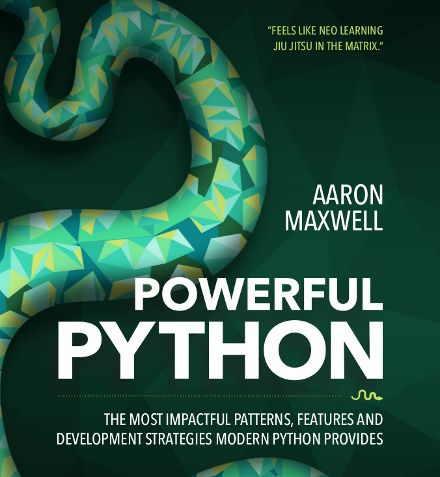 “FEELS LIKE NEO LEARNING
JIU JITSU IN THE MATRIX.”
AARON
MAXWELL
POWERFUL
PYTHON
THE MOST IMPACTFUL PATTERNS, FEATURES AND
DEVELOPMENT STRATEGIES MODERN PYTHON PROVIDES